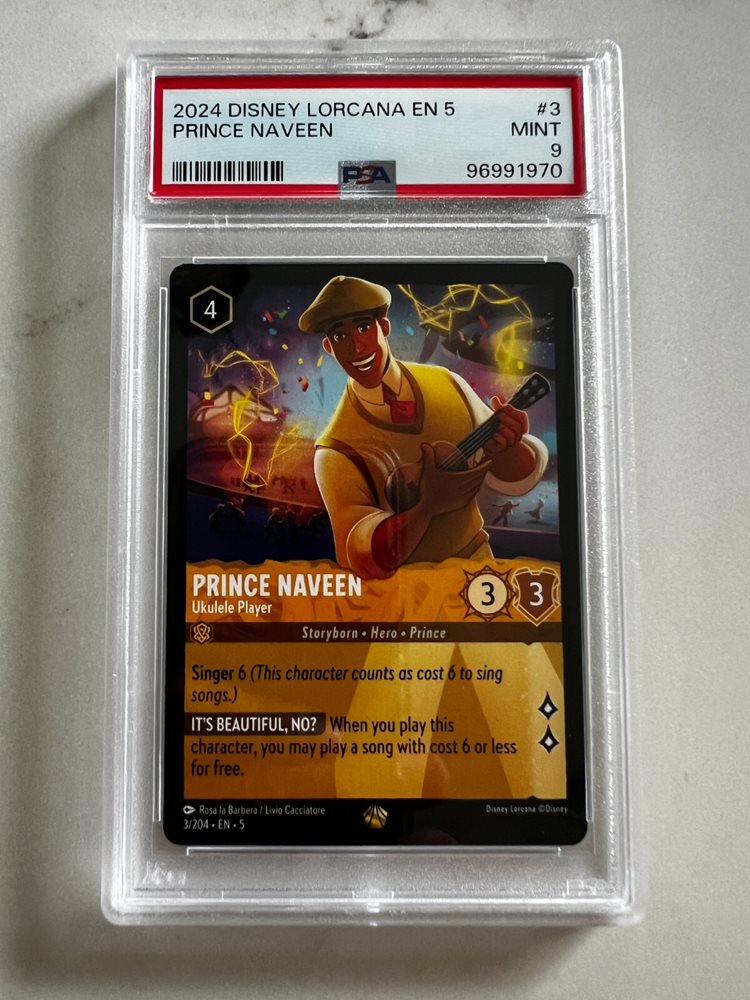 2024 DISNEY LORCANA EN 5 #3
PRINCE NAVEEN MINT
9
PSA 96991970
4
PRINCE NAVEEN
Ukulele Player
3 3
Storyborn • Hero • Prince
Singer 6 (This character counts as cost 6 to sing
songs.)
IT'S BEAUTIFUL, NO? When you play this
character, you may play a song with cost 6 or less
for free.
Rosa la Barbera / Livio Cacciatore Disney Lorcana ©Disney
3/204 • EN • 5